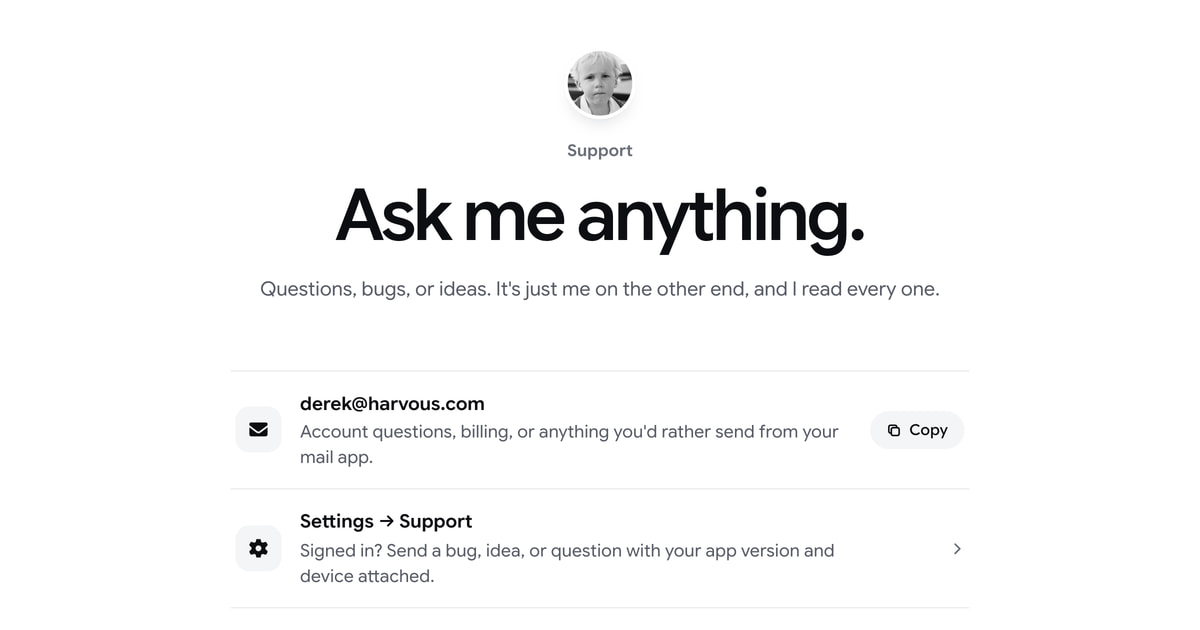 Support
Ask me anything.
Questions, bugs, or ideas. It's just me on the other end, and I read every one.
derek@harvous.com
Account questions, billing, or anything you'd rather send from your
mail app.
Copy
Settings → Support
Signed in? Send a bug, idea, or question with your app version and
device attached.